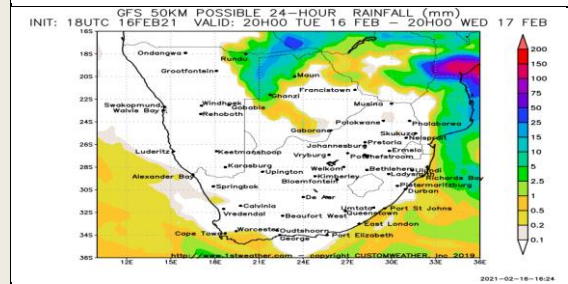 GFS 50KM POSSIBLE 24-HOUR RAINFALL (mm)
INIT: 18UTC 16FEB21 VALID: 20H00 TUE 16 FEB - 20H00 WED 17 FEB
16S
18S
20S
22S
24S
26S
28S
30S
32S
34S
36S
Ondangwa
Rundu
Grootfontein
Maun
Ghanzi
Francistown
Musina
Swakopmund
Walvis Bay
Windhoek
Gobabis
Rehoboth
Polokwane
Phalaborwa
Gaborone
Skukuza
Nelspruit
Johannesburg
Pretoria
Ermelo
Luderitz
Keetmanshoop
Vryburg
Potchefstroom
Karasburg
Upington
Welkom
Bethlehem
Ulundi
Alexander Bay
Kimberley
Ladysmith
Richards Bay
Bloemfontein
Springbok
Pietermaritzburg
Durban
De Aar
Calvinia
Umtata
Port St Johns
Vredendal
Beaufort West
Queenstown
East London
Cape Town
Worcester
Oudtshoorn
George
Port Elizabeth
http://www.1stweather.com - copyright CUSTOMWEATHER, inc 2019
12E 15E 18E 21E 24E 27E 30E 33E 36E
200
150
100
75
50
25
15
10
5
2.5
1
0.5
0.2
0.1
2021-02-16-16:24